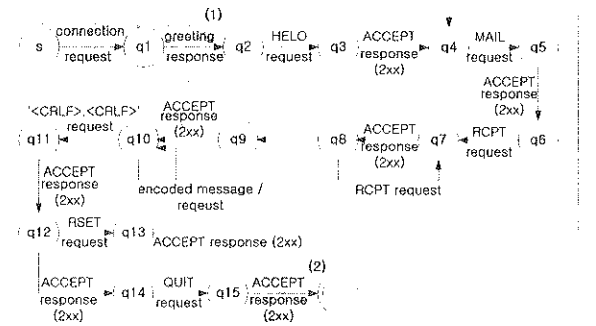 (1)
s connection request q1 greeting response q2 HELO request q3 ACCEPT response (2xx) q4 MAIL request q5
ACCEPT response (2xx)
'<CRLF>.<CRLF>' request
ACCEPT response (2xx)
q11 q10 q9 q8 ACCEPT response (2xx) q7 RCPT request q6
ACCEPT response (2xx)
encoded message / reqeust
RCPT request
q12 RSET request q13 ACCEPT response (2xx)
(2)
ACCEPT response (2xx) q14 QUIT request q15 ACCEPT response (2xx)